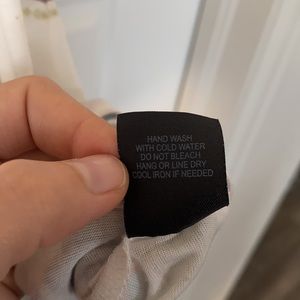 HAND WASH
WITH COLD WATER
DO NOT BLEACH
HANG OR LINE DRY
COOL IRON IF NEEDED